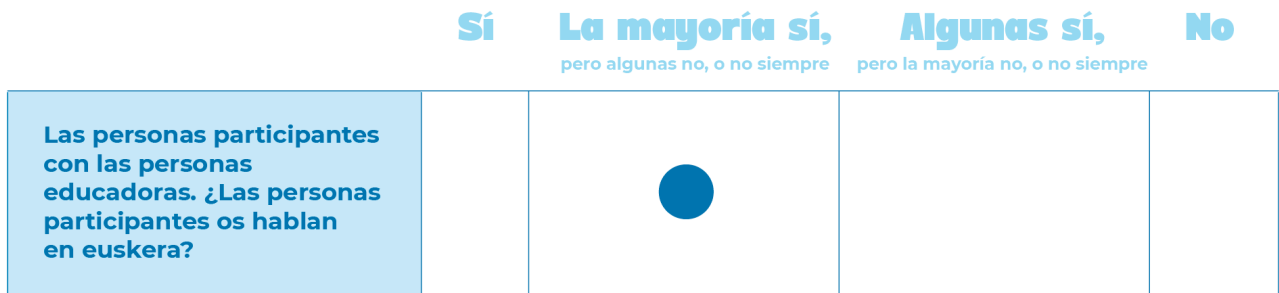 Sí
La mayoría sí,
Algunas sí,
No
pero algunas no, o no siempre
pero la mayoría no, o no siempre
Las personas participantes
con las personas
educadoras. ¿Las personas
participantes os hablan
en euskera?